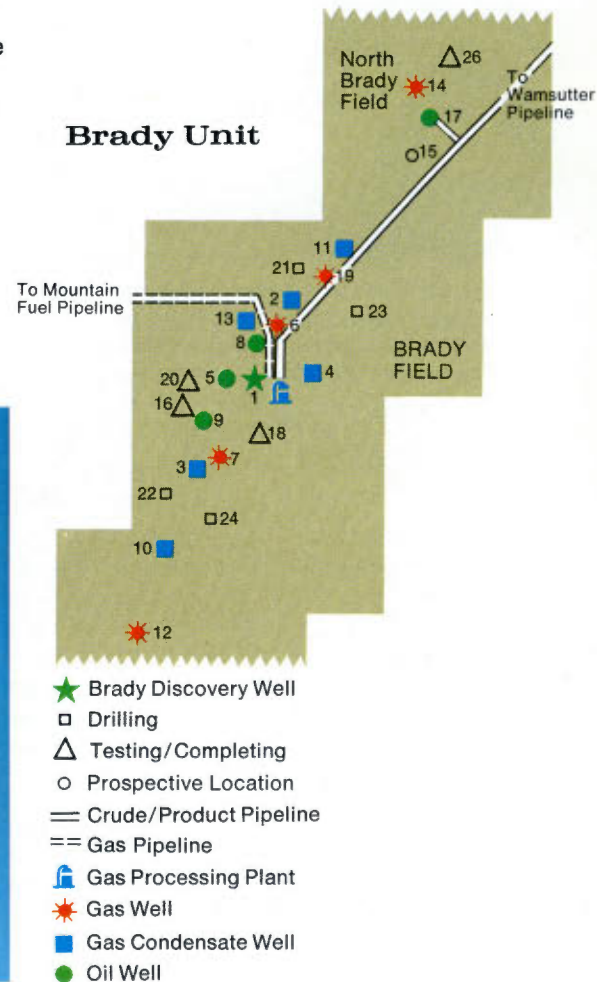 e
Brady Unit
North
Brady
Field
26
14
To
Wamsutter
Pipeline
17
15
11
21
19
To Mountain
Fuel Pipeline
2
23
13
6
8
BRADY
FIELD
20
5
4
1
16
9
18
7
3
22
24
10
12
Brady Discovery Well
Drilling
Testing/Completing
Prospective Location
Crude/Product Pipeline
Gas Pipeline
Gas Processing Plant
Gas Well
Gas Condensate Well
Oil Well